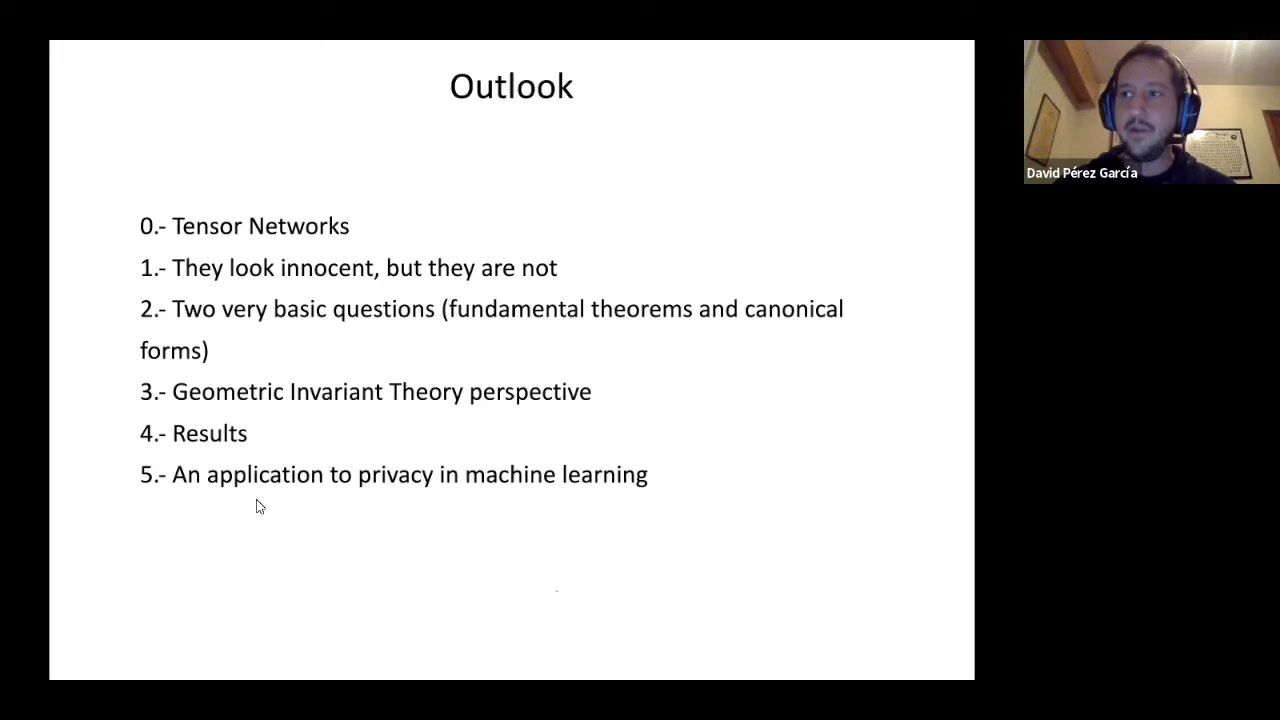 Outlook
0.- Tensor Networks
1.- They look innocent, but they are not
2.- Two very basic questions (fundamental theorems and canonical
forms)
3.- Geometric Invariant Theory perspective
4.- Results
5.- An application to privacy in machine learning
David Pérez García